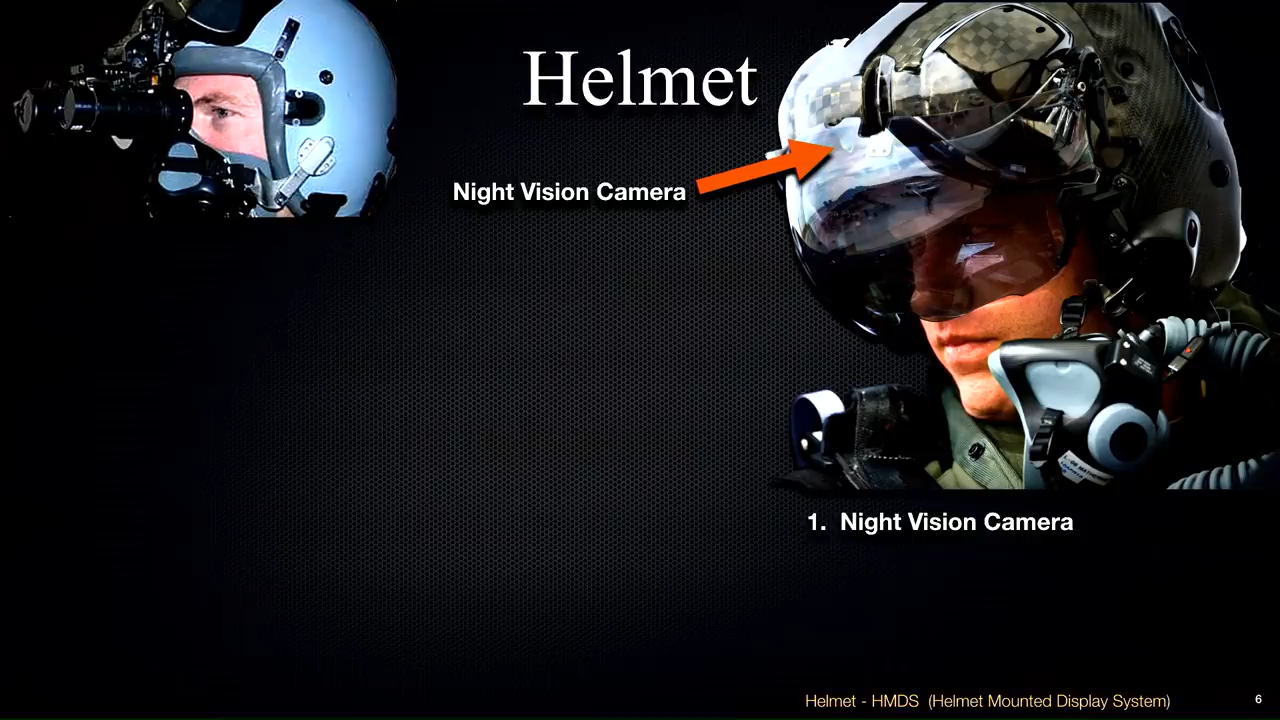 Helmet
Night Vision Camera
1. Night Vision Camera
Helmet - HMDS (Helmet Mounted Display System)
6